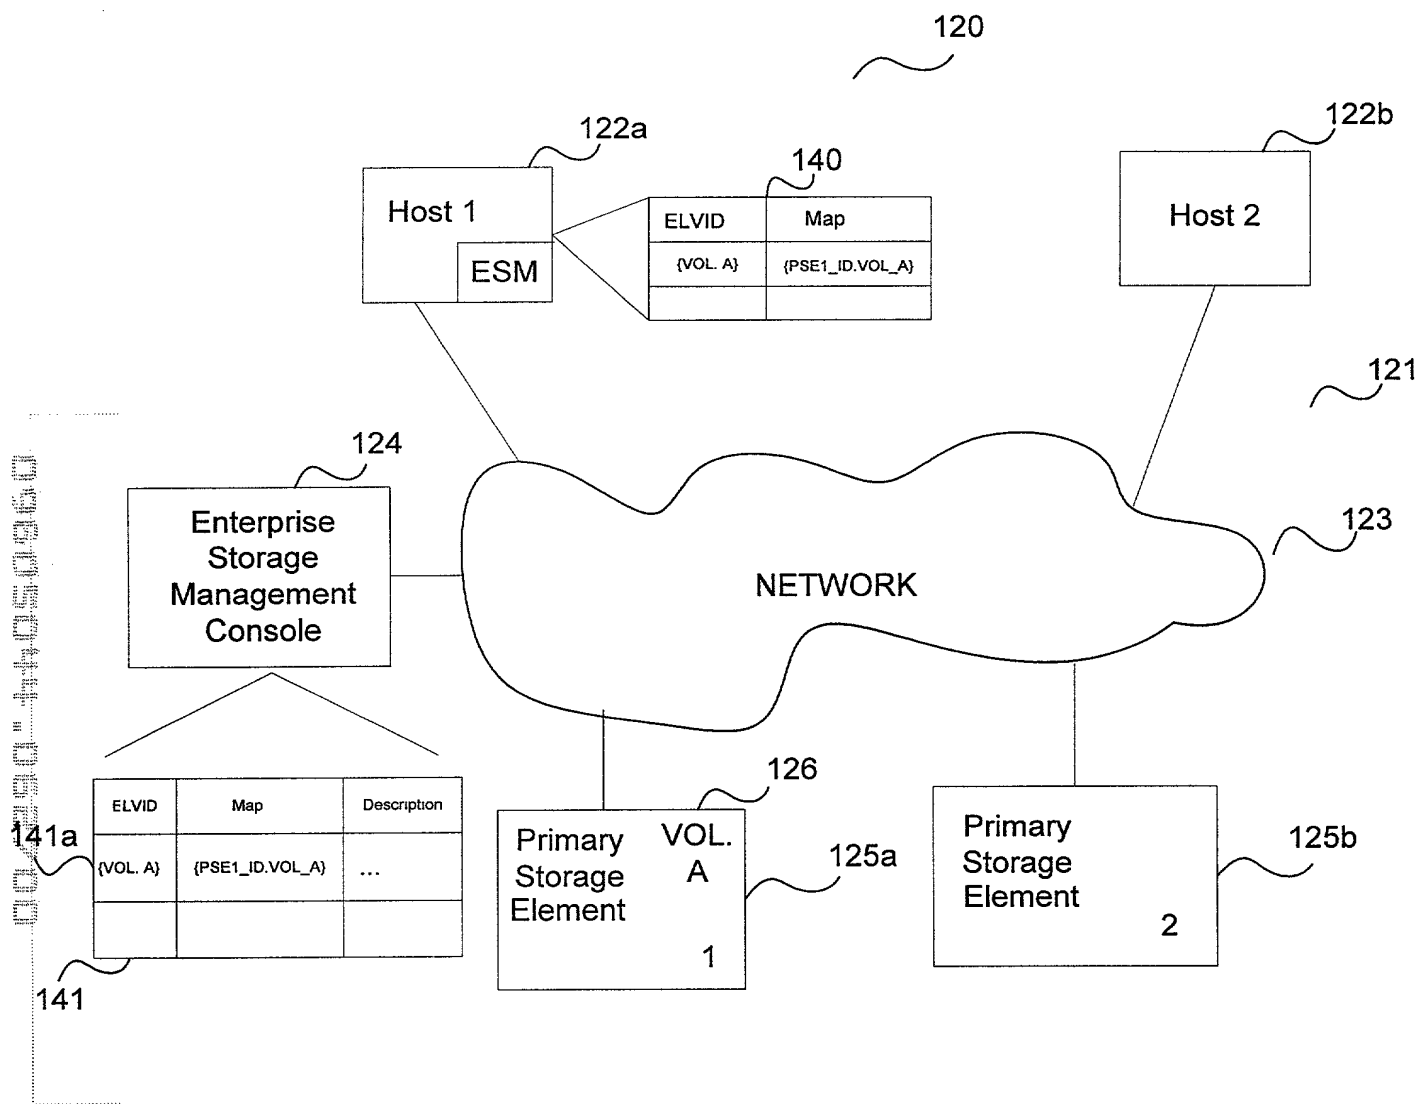 120
122a
122b
140
Host 1
ELVID Map
Host 2
ESM
{VOL. A} {PSE1_ID.VOL_A}
121
124
Enterprise
Storage
Management
Console
123
NETWORK
126
ELVID Map Description
141a
{VOL. A} {PSE1_ID.VOL_A} ...
141
Primary
Storage
Element
VOL.
A
1
125a
Primary
Storage
Element
2
125b